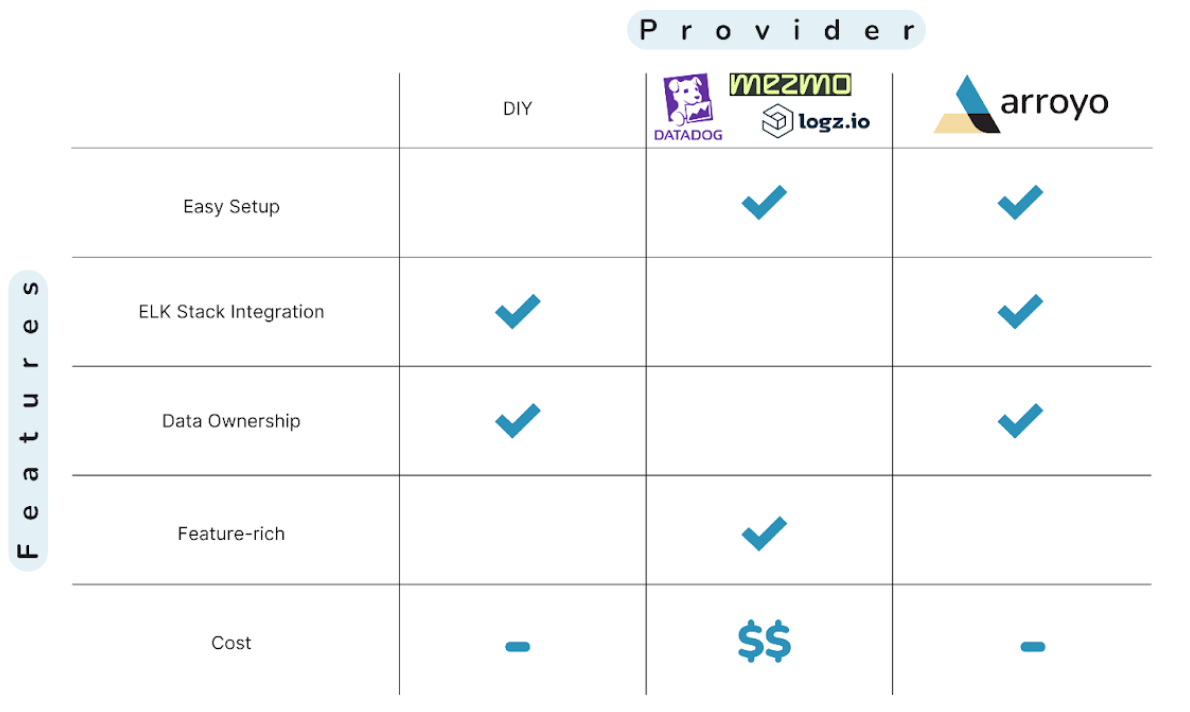 Provider
DIY
DATADOG
mezmo
logz.io
arroyo
Features
Easy Setup
ELK Stack Integration
Data Ownership
Feature-rich
Cost
-
$$
-